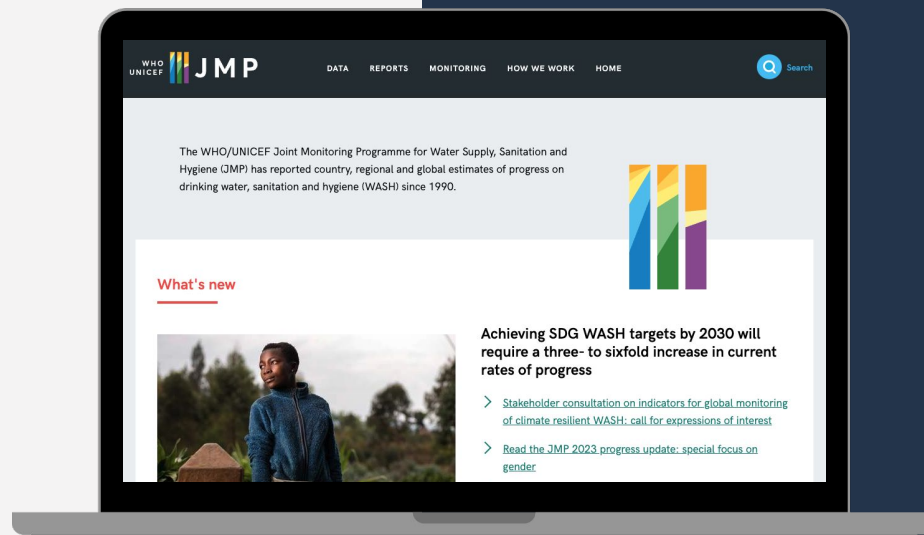 WHO
UNICEF
JMP
DATA REPORTS MONITORING HOW WE WORK HOME
Search
The WHO/UNICEF Joint Monitoring Programme for Water Supply, Sanitation and
Hygiene (JMP) has reported country, regional and global estimates of progress on
drinking water, sanitation and hygiene (WASH) since 1990.
What's new
Achieving SDG WASH targets by 2030 will
require a three- to sixfold increase in current
rates of progress
Stakeholder consultation on indicators for global monitoring
of climate resilient WASH: call for expressions of interest
Read the JMP 2023 progress update: special focus on
gender